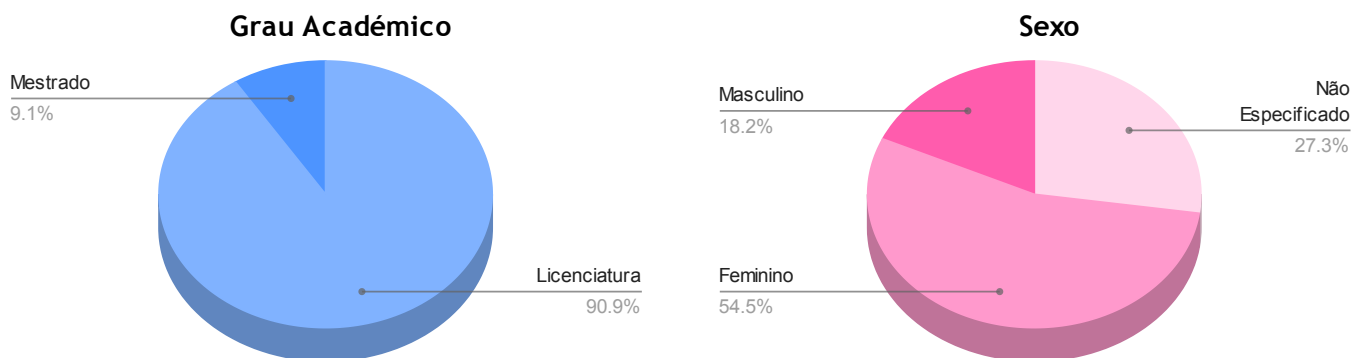 Grau Académico
Mestrado
9.1%
Licenciatura
90.9%
Sexo
Masculino
18.2%
Não
Especificado
27.3%
Feminino
54.5%